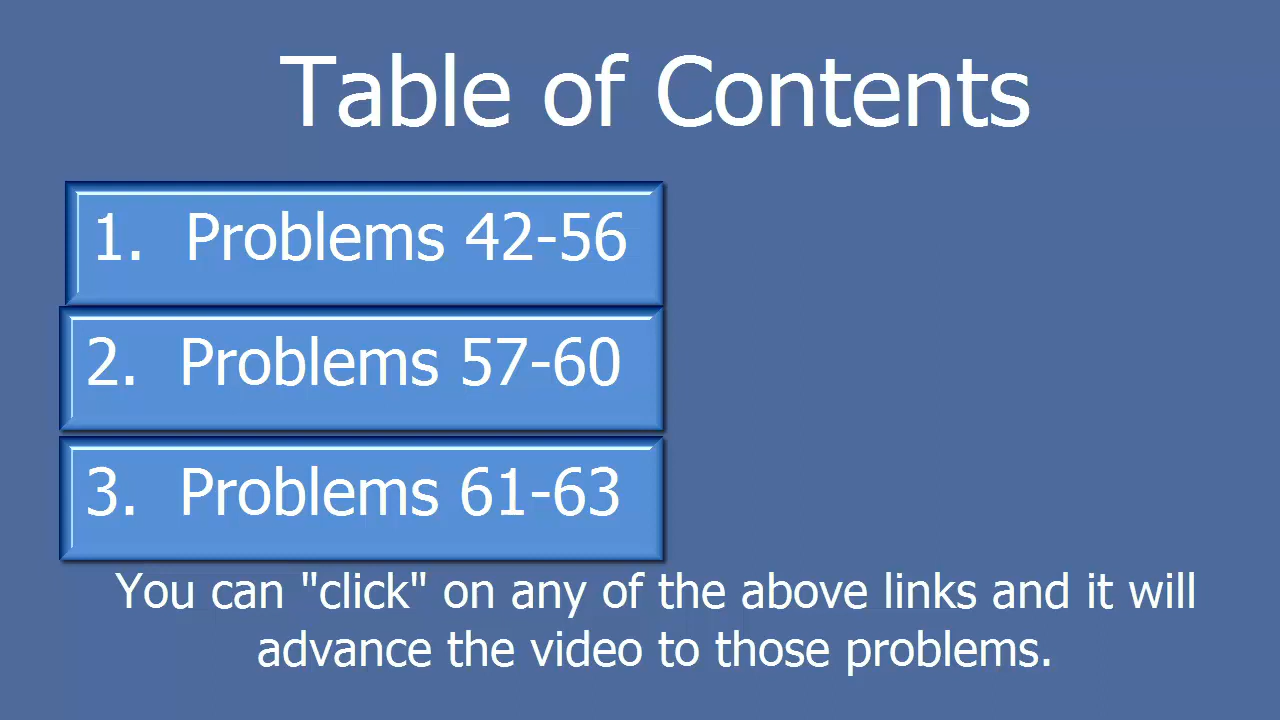 Table of Contents
1. Problems 42-56
2. Problems 57-60
3. Problems 61-63
You can "click" on any of the above links and it will
advance the video to those problems.